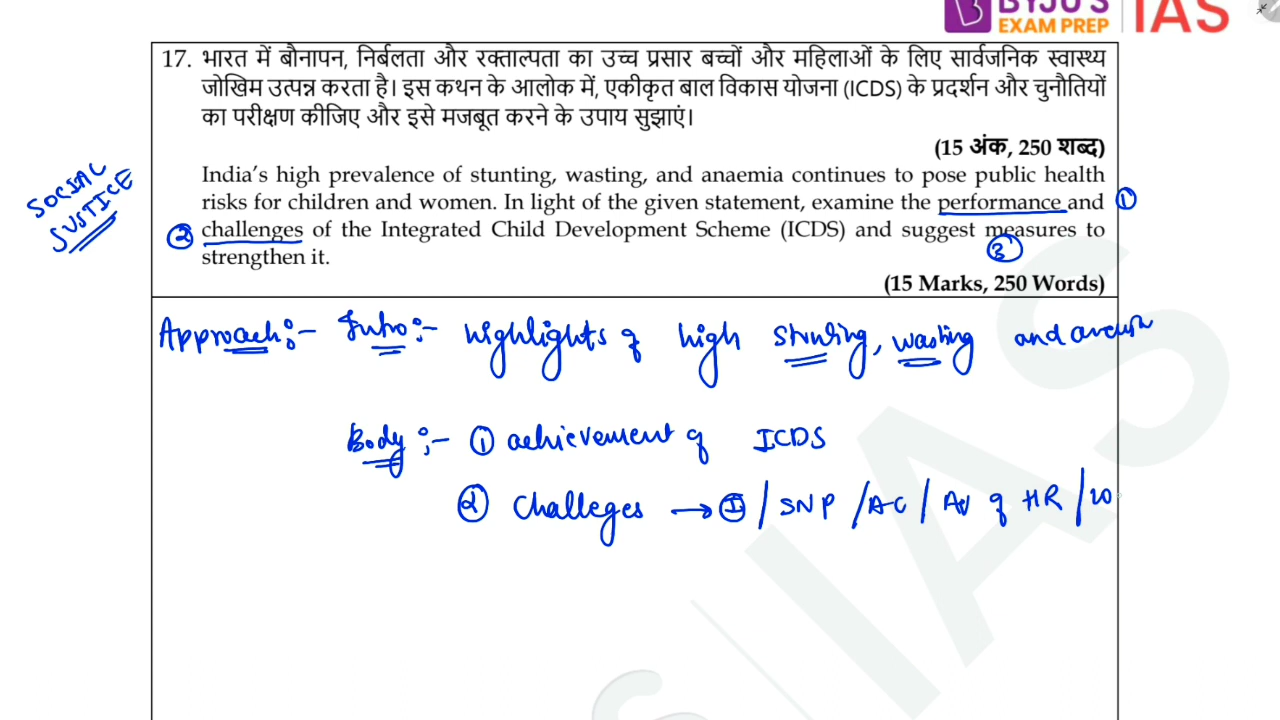 BYJU'S IAS
EXAM PREP
17. भारत में बौनापन, निर्बलता और रक्ताल्पता का उच्च प्रसार बच्चों और महिलाओं के लिए सार्वजनिक स्वास्थ्य
जोखिम उत्पन्न करता है। इस कथन के आलोक में, एकीकृत बाल विकास योजना (ICDS) के प्रदर्शन और चुनौतियों
का परीक्षण कीजिए और इसे मजबूत करने के उपाय सुझाएं।
(15 अंक, 250 शब्द)
India's high prevalence of stunting, wasting, and anaemia continues to pose public health
risks for children and women. In light of the given statement, examine the performance and ①
② challenges of the Integrated Child Development Scheme (ICDS) and suggest measures to
③
strengthen it.
(15 Marks, 250 Words)
SOCIAL
JUSTICE
Approach:- Intro:- highlights of high stunting, wasting and
Body:- ① achievement of ICDS
② Challeges → / SNP / AC / Av of HR /
IAS
S